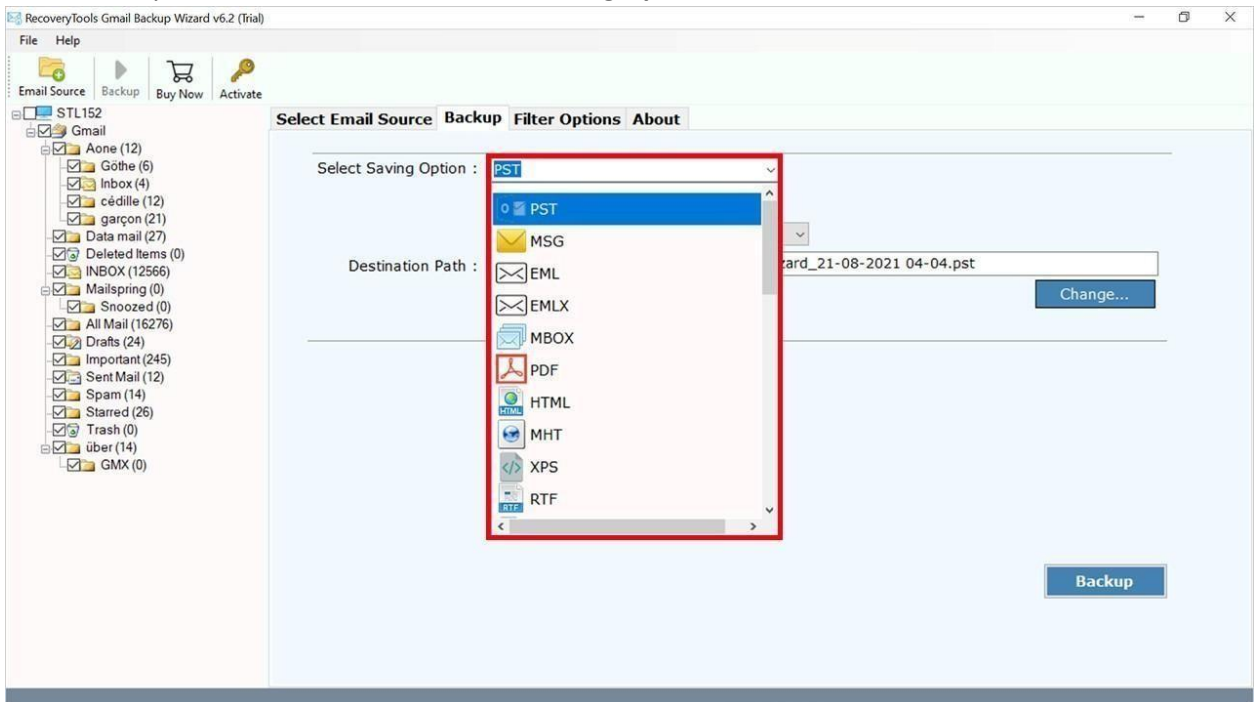 RecoveryTools Gmail Backup Wizard v6.2 (Trial)
File Help
Email Source Backup Buy Now Activate
STL152
Gmail
Aone (12)
Göthe (6)
Inbox (4)
cédille (12)
garçon (21)
Data mail (27)
Deleted Items (0)
INBOX (12566)
Mailspring (0)
Snoozed (0)
All Mail (16276)
Drafts (24)
Important (245)
Sent Mail (12)
Spam (14)
Starred (26)
Trash (0)
über (14)
GMX (0)
Select Email Source Backup Filter Options About
Select Saving Option : PST
PST
MSG
EML
EMLX
MBOX
PDF
HTML
MHT
XPS
RTF
Destination Path : zard_21-08-2021 04-04.pst
Change...
Backup